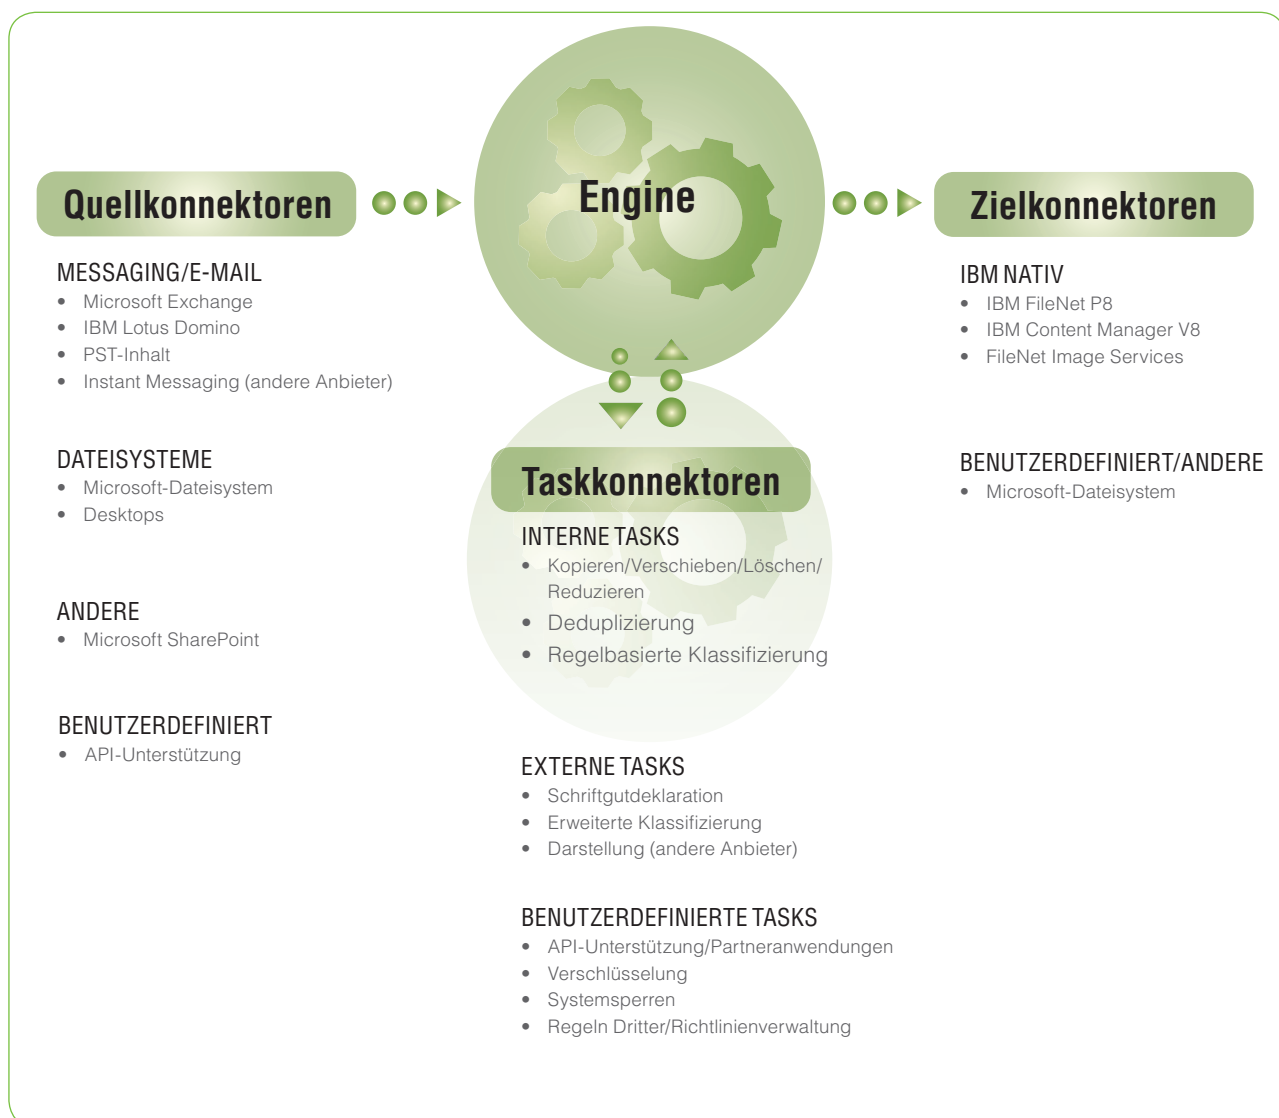 Quellkonnektoren
MESSAGING/E-MAIL
• Microsoft Exchange
• IBM Lotus Domino
• PST-Inhalt
• Instant Messaging (andere Anbieter)
DATEISYSTEME
• Microsoft-Dateisystem
• Desktops
ANDERE
• Microsoft SharePoint
BENUTZERDEFINIERT
• API-Unterstützung
Engine
Taskkonnektoren
INTERNE TASKS
• Kopieren/Verschieben/Löschen/
Reduzieren
• Deduplizierung
• Regelbasierte Klassifizierung
EXTERNE TASKS
• Schriftgutdeklaration
• Erweiterte Klassifizierung
• Darstellung (andere Anbieter)
BENUTZERDEFINIERTE TASKS
• API-Unterstützung/Partneranwendungen
• Verschlüsselung
• Systemsperren
• Regeln Dritter/Richtlinienverwaltung
Zielkonnektoren
IBM NATIV
• IBM FileNet P8
• IBM Content Manager V8
• FileNet Image Services
BENUTZERDEFINIERT/ANDERE
• Microsoft-Dateisystem